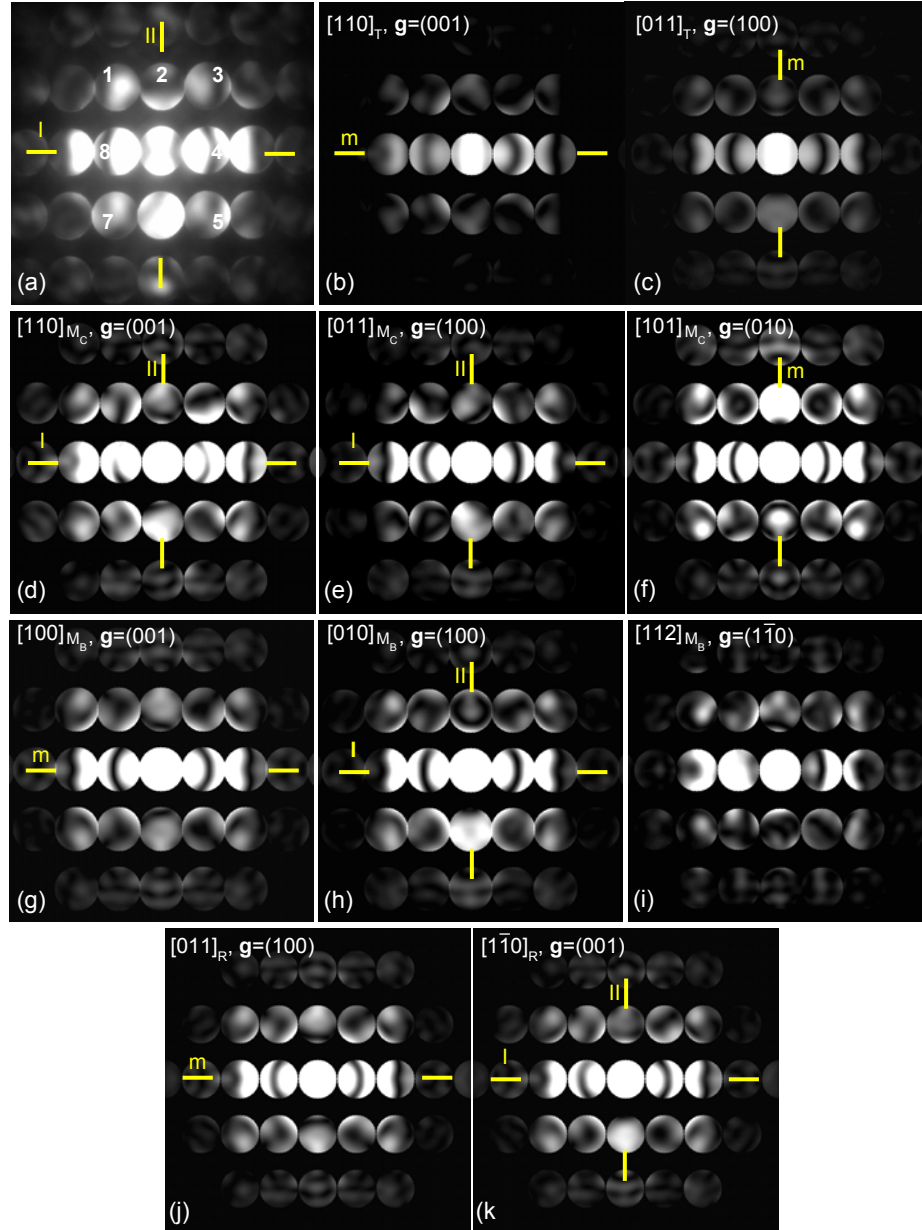 II
1 2 3
I
8 4
7 5
(a)
[110]T, g=(001)
m
(b)
[011]T, g=(100)
m
(c)
[110]MC, g=(001)
II
I
(d)
[011]MC, g=(100)
II
I
(e)
[101]MC, g=(010)
m
(f)
[100]MB, g=(001)
m
(g)
[010]MB, g=(100)
II
I
(h)
[112]MB, g=(11̄0)
(i)
[011]R, g=(100)
m
(j)
[11̄0]R, g=(001)
II
I
(k